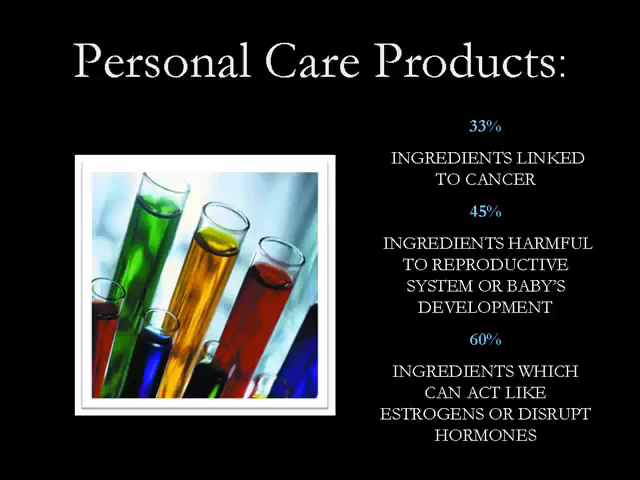 Personal Care Products:
33%
INGREDIENTS LINKED
TO CANCER
45%
INGREDIENTS HARMFUL
TO REPRODUCTIVE
SYSTEM OR BABY'S
DEVELOPMENT
60%
INGREDIENTS WHICH
CAN ACT LIKE
ESTROGENS OR DISRUPT
HORMONES